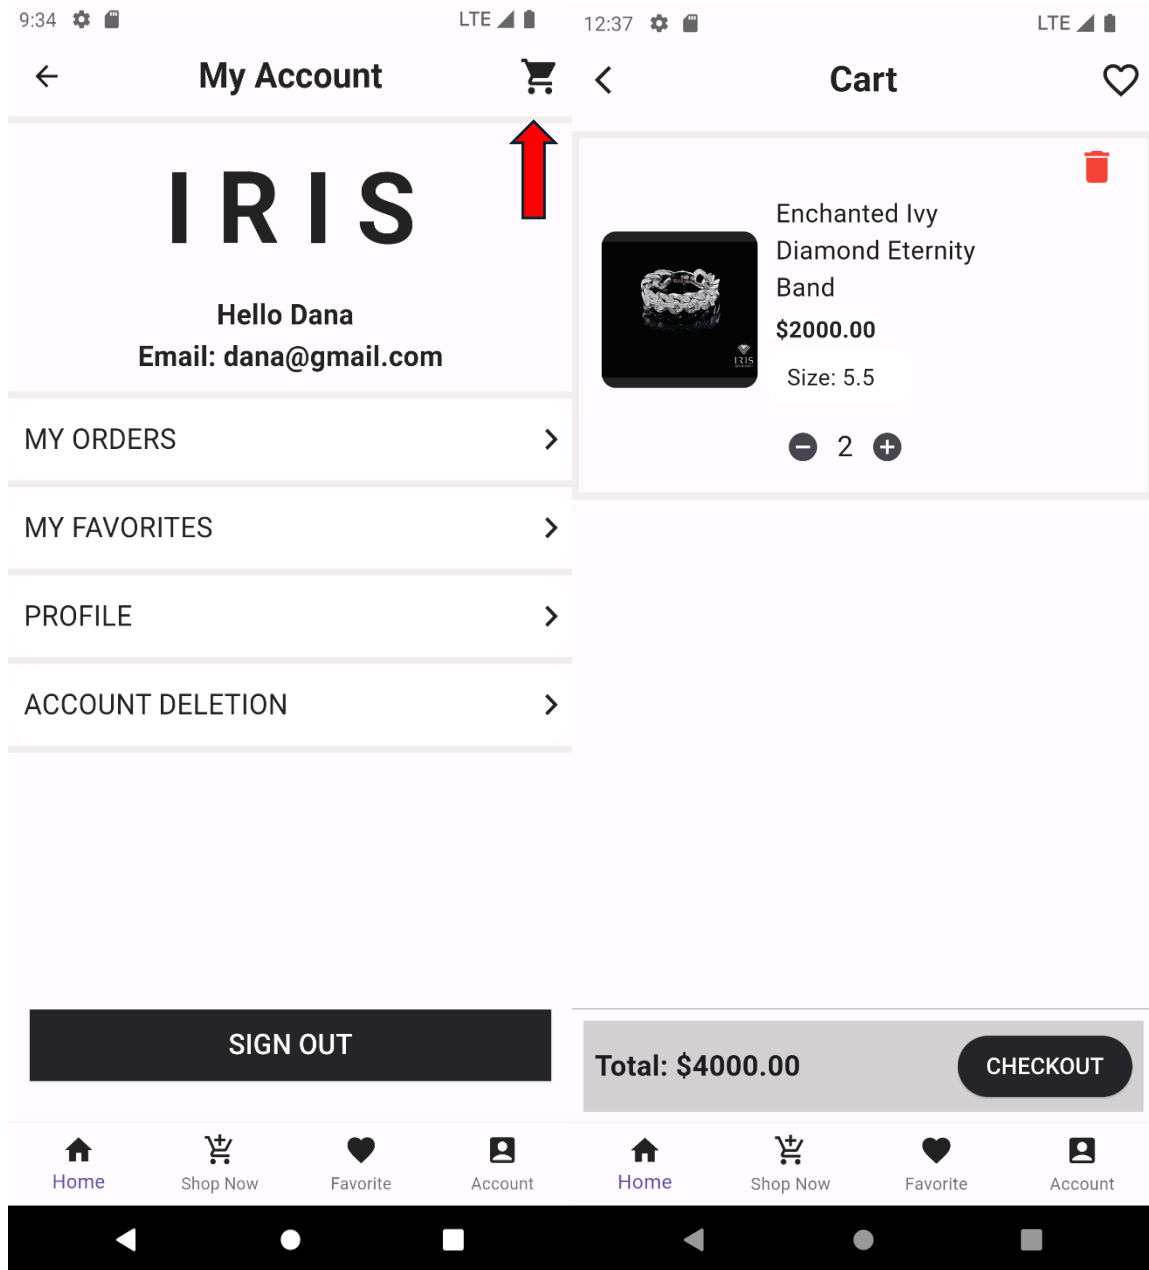 9:34
LTE
My Account
IRIS
Hello Dana
Email: dana@gmail.com
MY ORDERS
MY FAVORITES
PROFILE
ACCOUNT DELETION
SIGN OUT
Home
Shop Now
Favorite
Account
12:37
LTE
Cart
Enchanted Ivy
Diamond Eternity
Band
$2000.00
Size: 5.5
2
IRIS
Total: $4000.00
CHECKOUT
Home
Shop Now
Favorite
Account